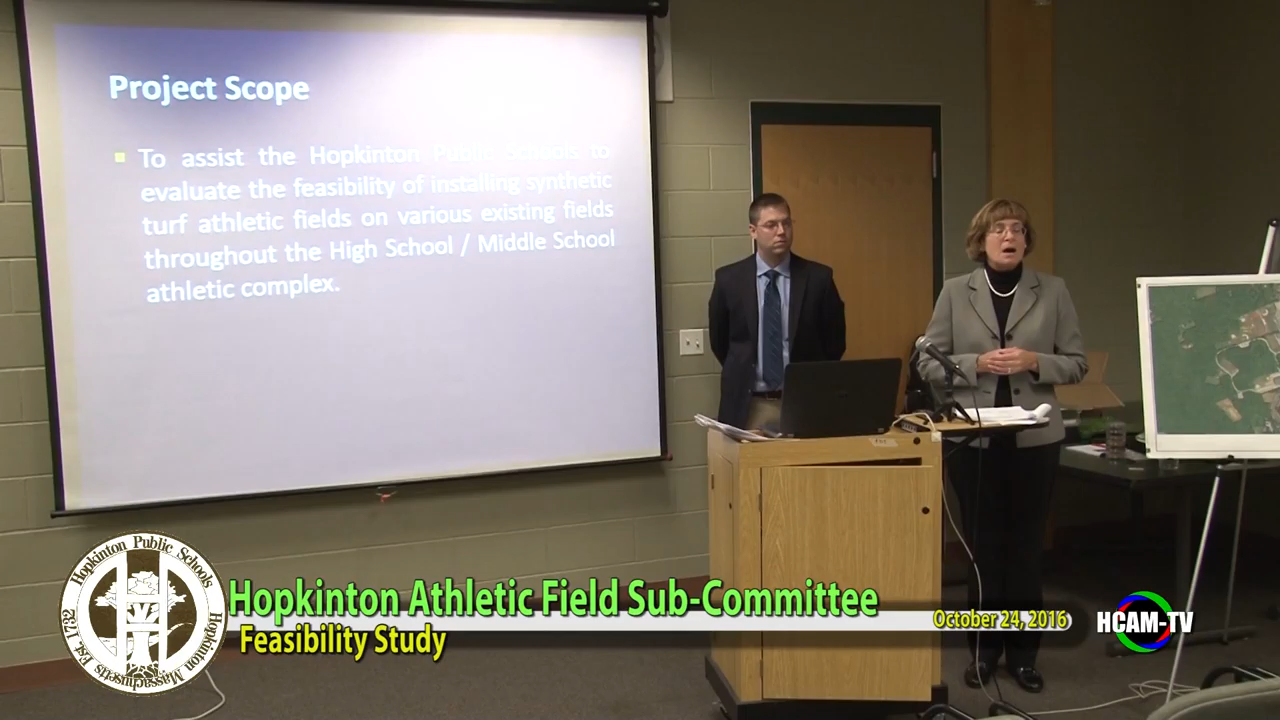 Project Scope
To assist the Hopkinton Public Schools to
evaluate the feasibility of installing synthetic
turf athletic fields on various existing fields
throughout the High School / Middle School
athletic complex.
Hopkinton Public Schools
Hopkinton Massachusetts Est. 1732
Hopkinton Athletic Field Sub-Committee
Feasibility Study
October 24, 2016
HCAM-TV